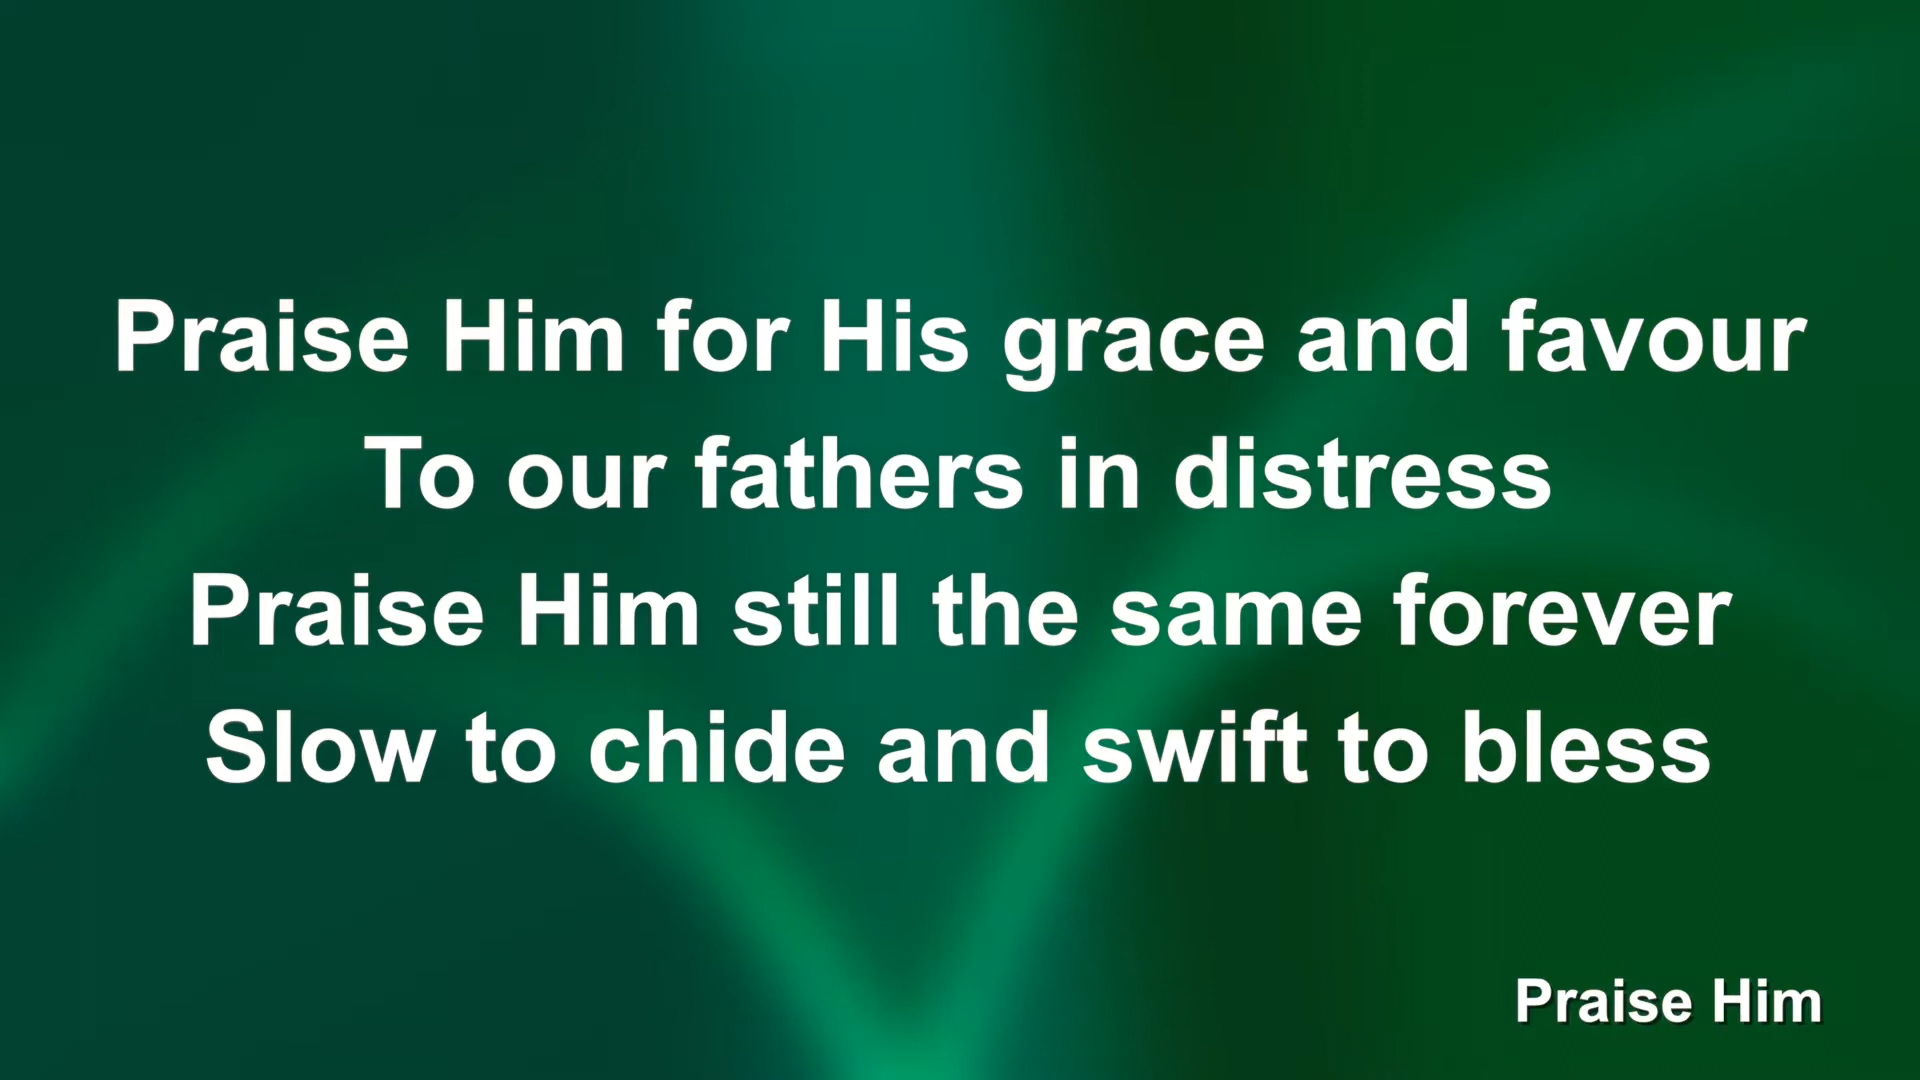 Praise Him for His grace and favour
To our fathers in distress
Praise Him still the same forever
Slow to chide and swift to bless
Praise Him